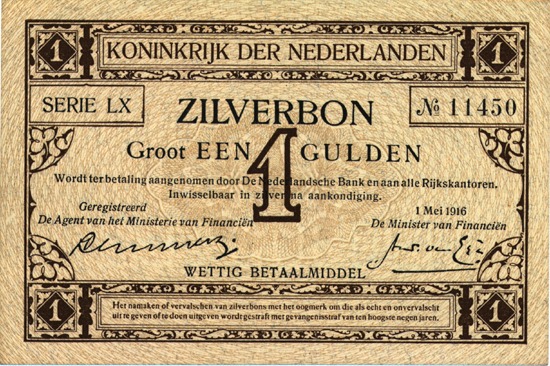 1 KONINKRIJK DER NEDERLANDEN 1
SERIE LX ZILVERBON № 11450
Groot EEN 1 GULDEN
Wordt ter betaling aangenomen door De Nederlandsche Bank en aan alle Rijkskantoren.
Inwisselbaar in zilver na aankondiging.
Geregistreerd 1 Mei 1916
De Agent van het Ministerie van Financiën De Minister van Financiën
WETTIG BETAALMIDDEL
1 Het namaken of vervalschen van zilverbons met het oogmerk om die als echt en onvervalscht 1
uit te geven of te doen uitgeven wordt gestraft met gevangenisstraf van ten hoogste negen jaren.